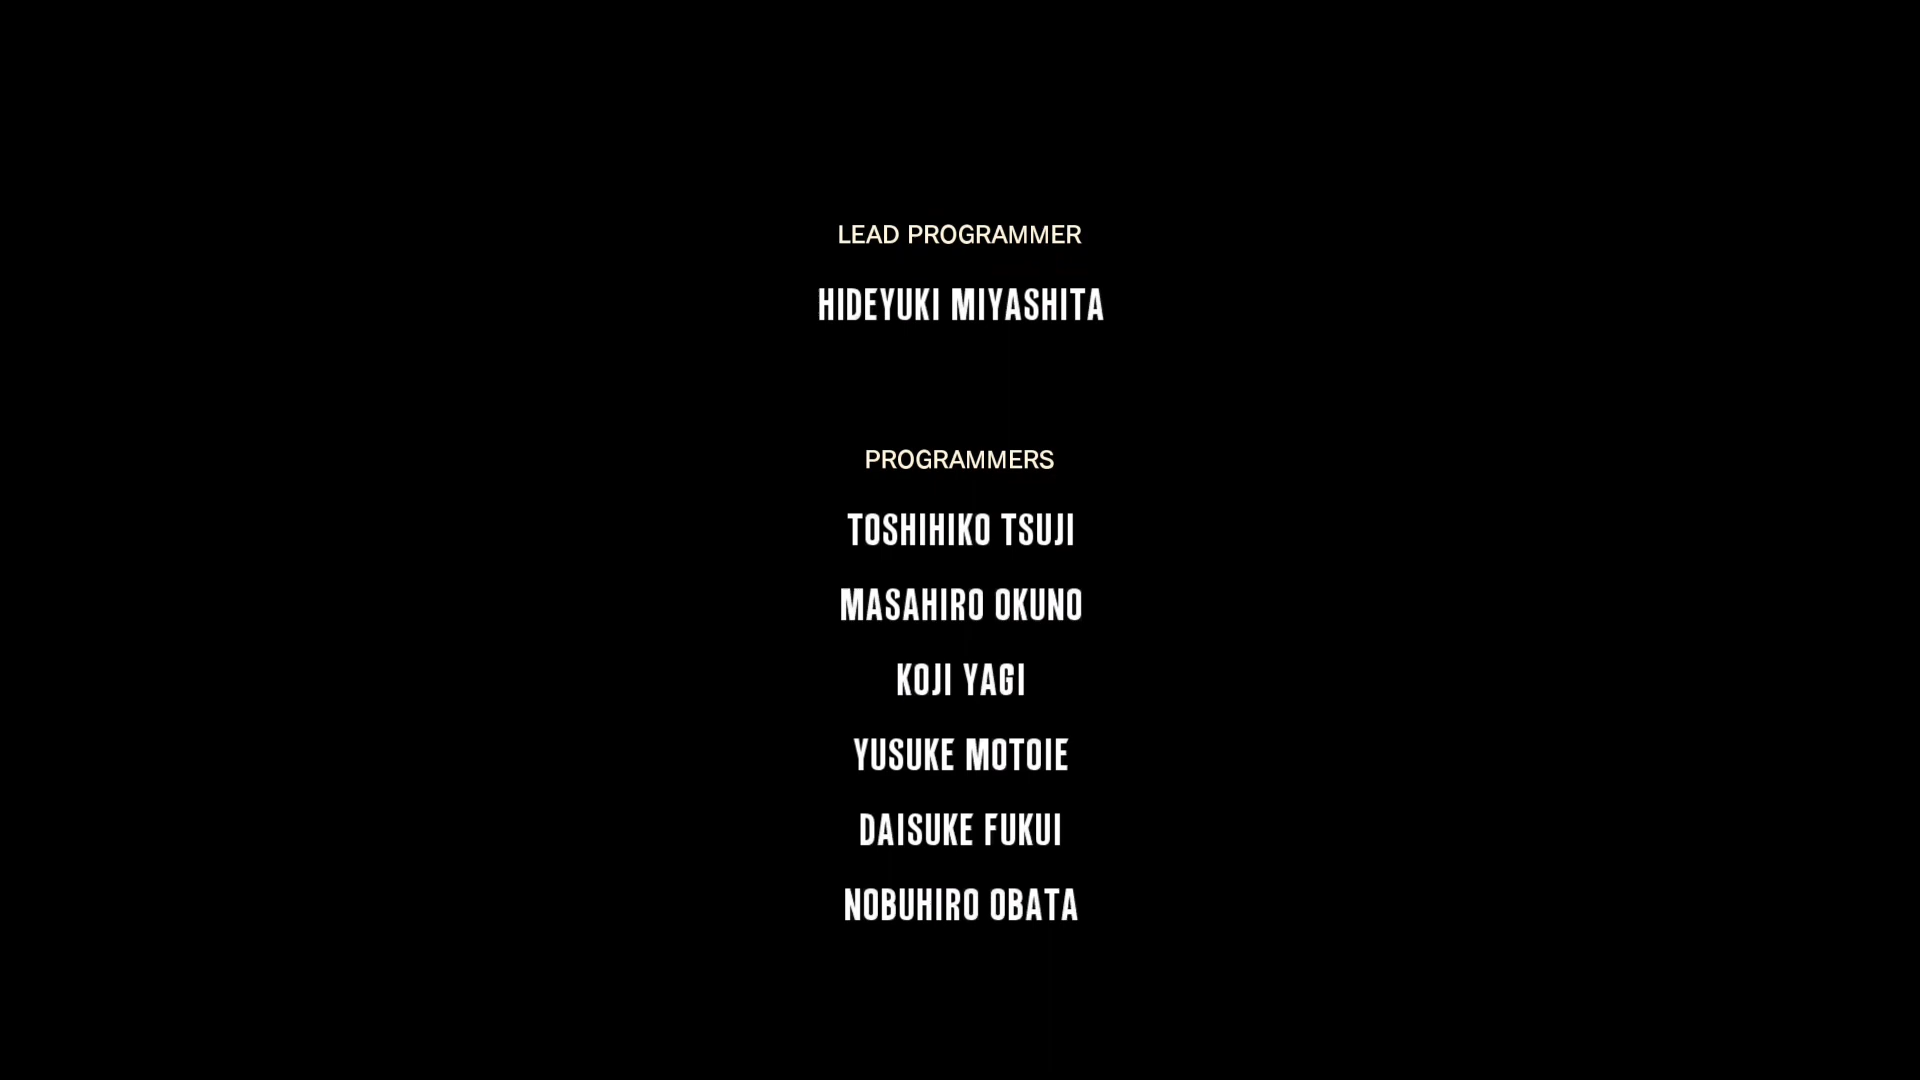 LEAD PROGRAMMER
HIDEYUKI MIYASHITA
PROGRAMMERS
TOSHIHIKO TSUJI
MASAHIRO OKUNO
KOJI YAGI
YUSUKE MOTOIE
DAISUKE FUKUI
NOBUHIRO OBATA